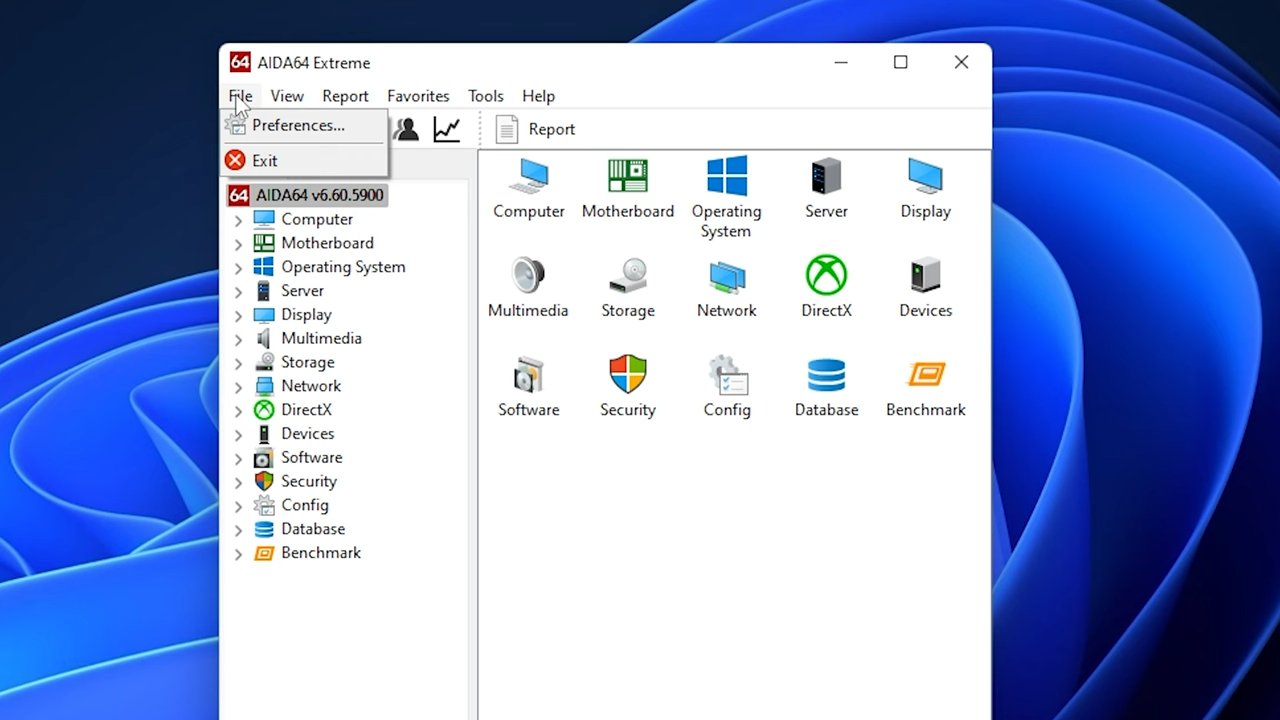 64 AIDA64 Extreme
File View Report Favorites Tools Help
Preferences...
Exit
Report
64 AIDA64 v6.60.5900
Computer
Motherboard
Operating System
Server
Display
Multimedia
Storage
Network
DirectX
Devices
Software
Security
Config
Database
Benchmark
Computer Motherboard Operating Server Display
System
Multimedia Storage Network DirectX Devices
Software Security Config Database Benchmark